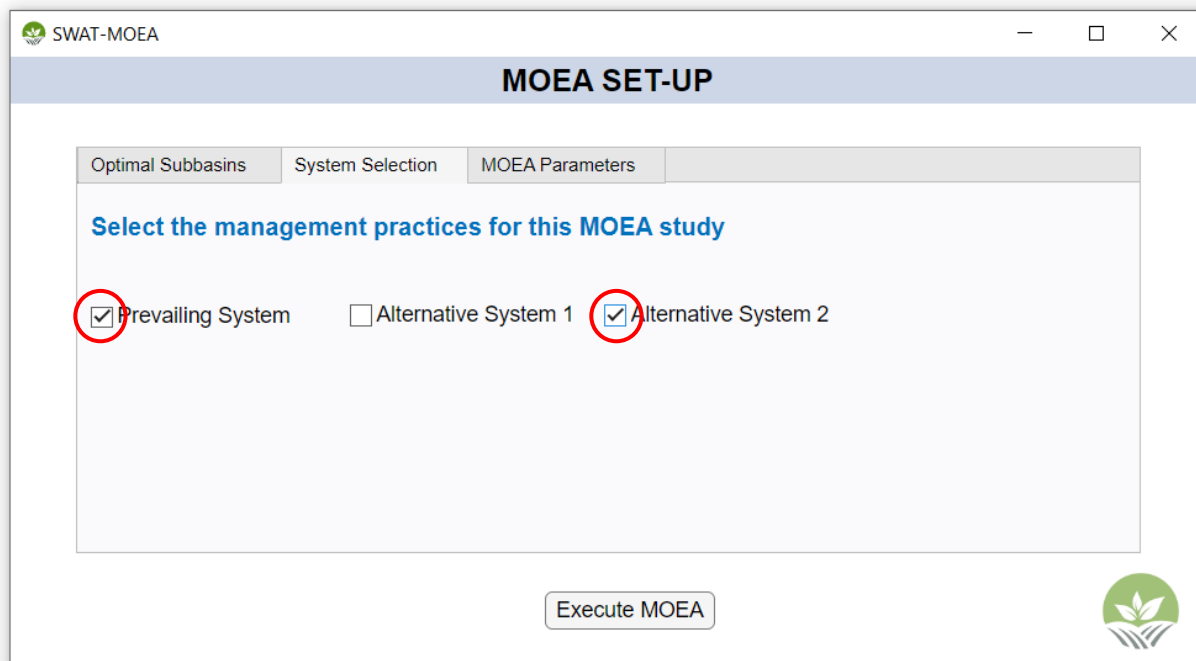 SWAT-MOEA
MOEA SET-UP
Optimal Subbasins System Selection MOEA Parameters
Select the management practices for this MOEA study
Prevailing System Alternative System 1 Alternative System 2
Execute MOEA